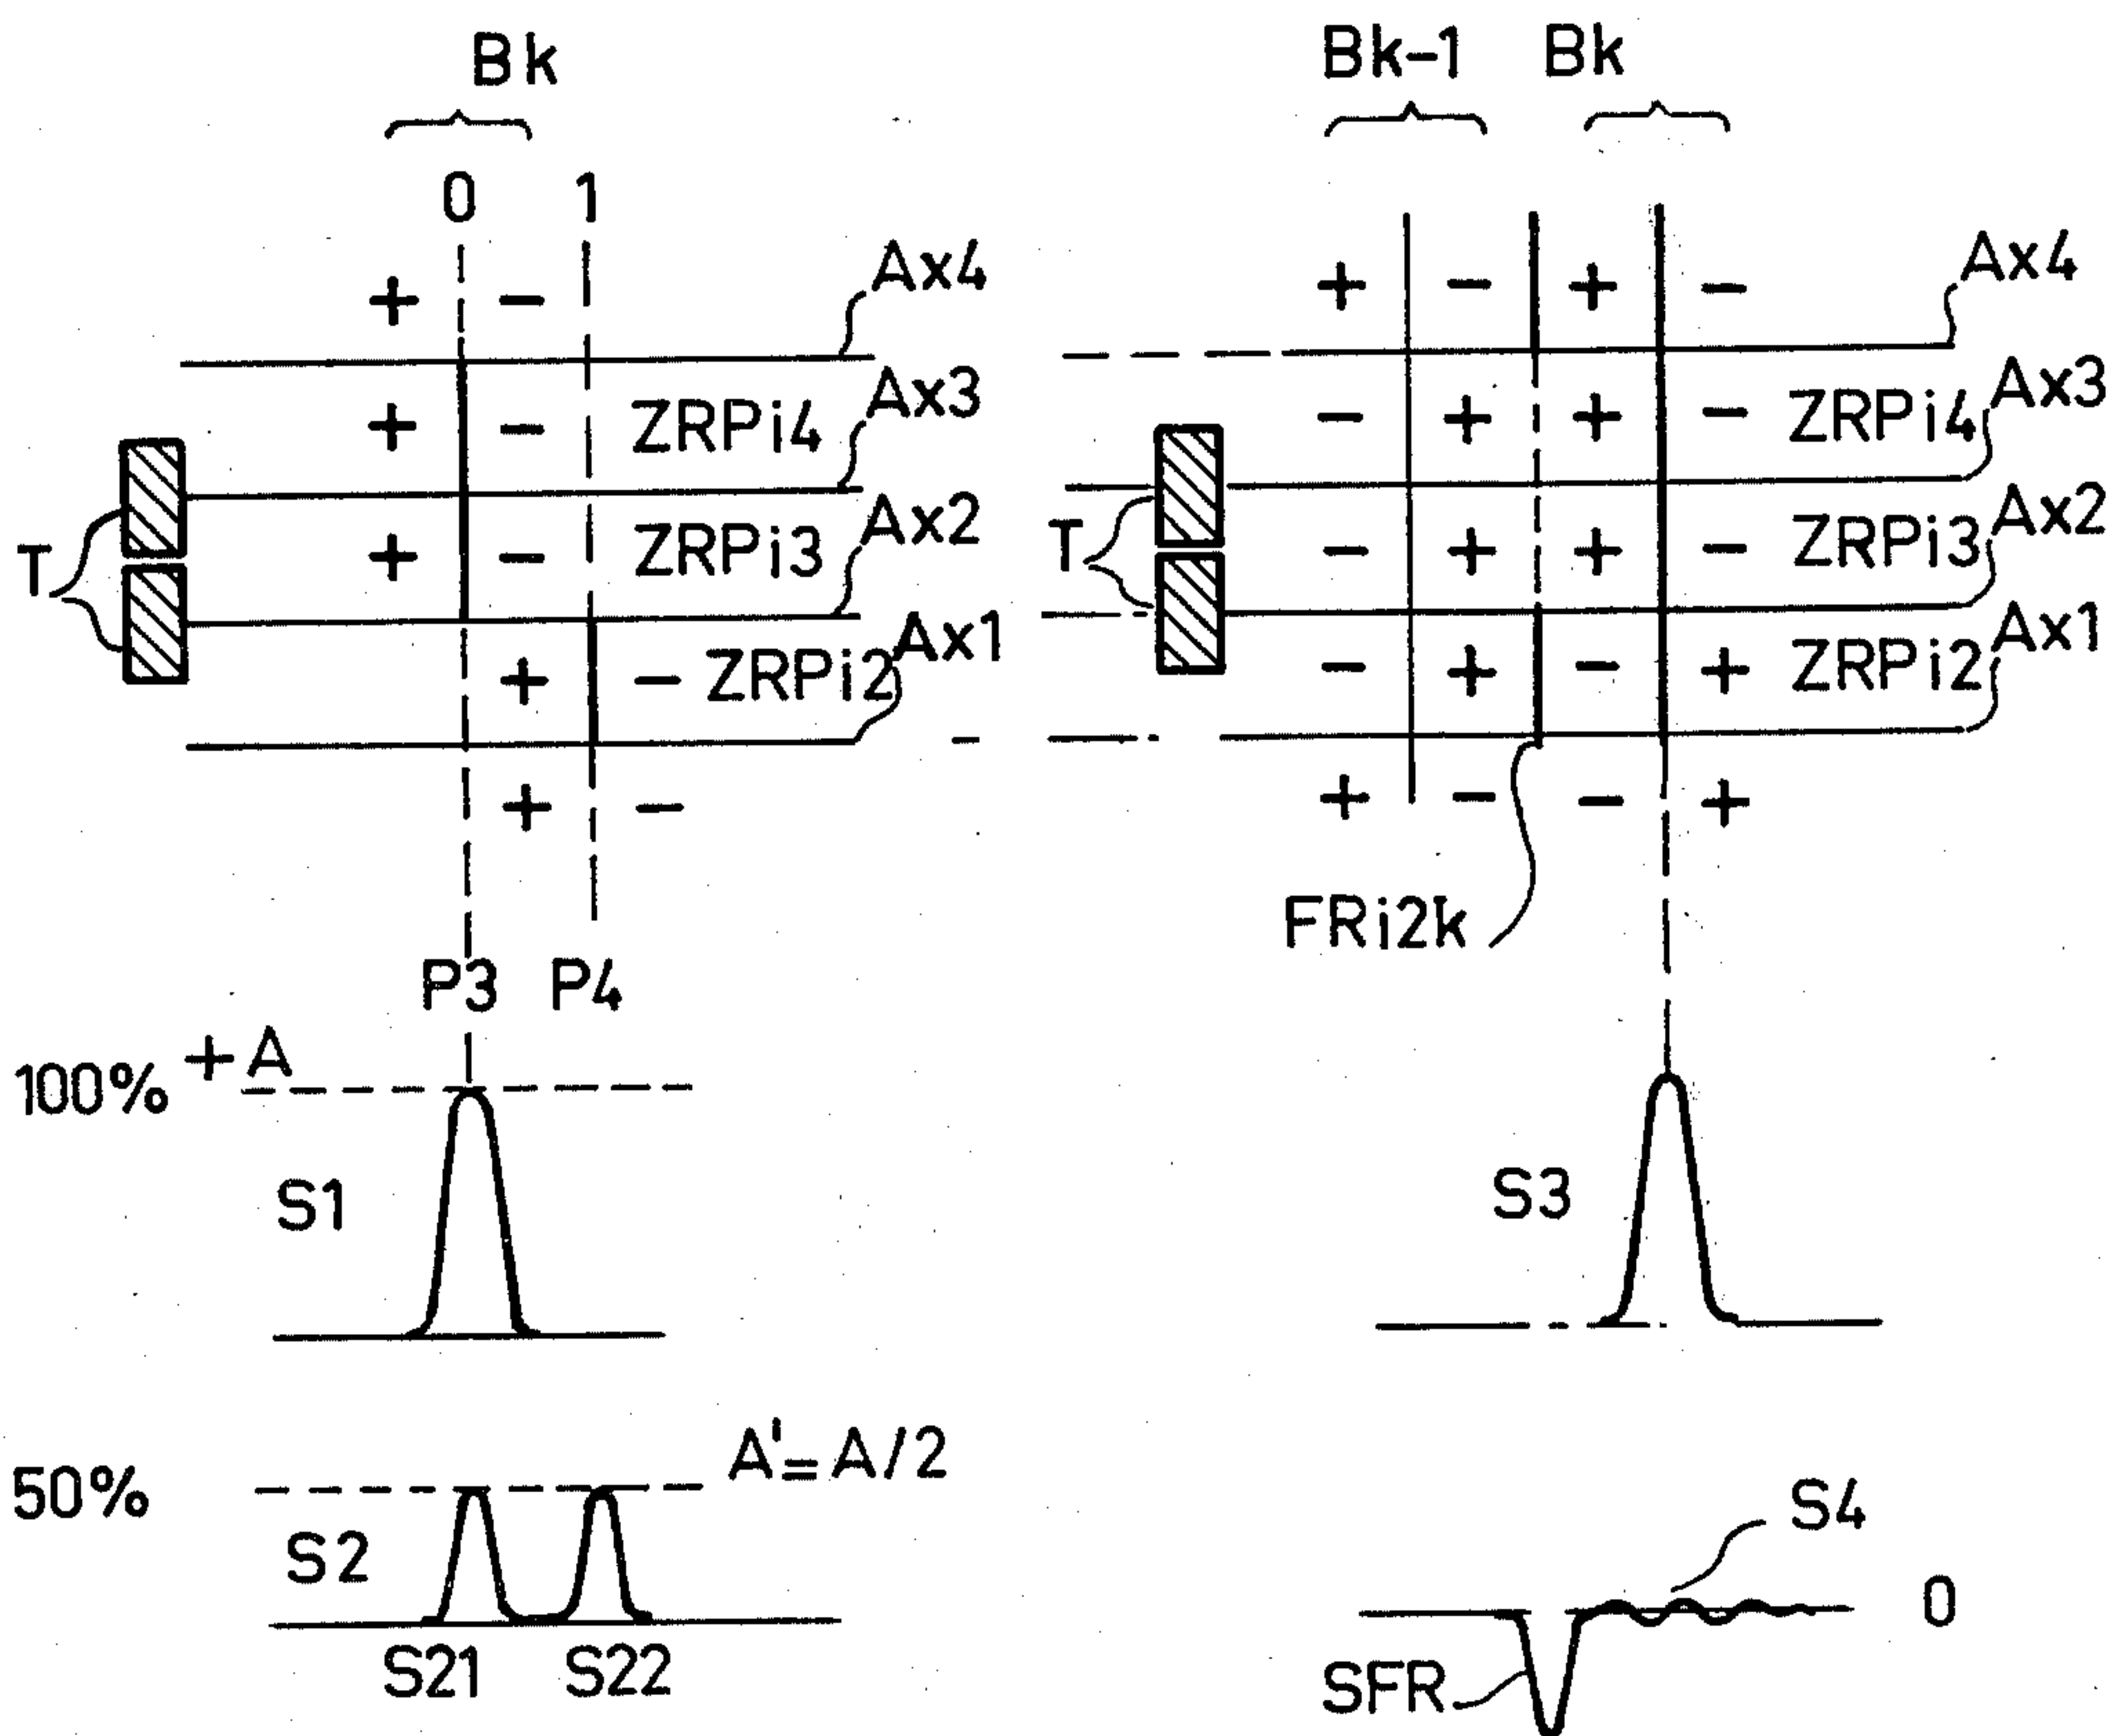 Bk
0 1
+ - Ax4
+ - ZRPi4 Ax3
+ - ZRPi3 Ax2
T
+ - ZRPi2 Ax1
+ -
P3 P4
100% +A
S1
50% A'=A/2
S2
S21 S22
Bk-1 Bk
+ - + - Ax4
- + + - ZRPi4 Ax3
T
- + + - ZRPi3 Ax2
- + - + ZRPi2 Ax1
+ - - +
FRi2k
S3
S4
0
SFR